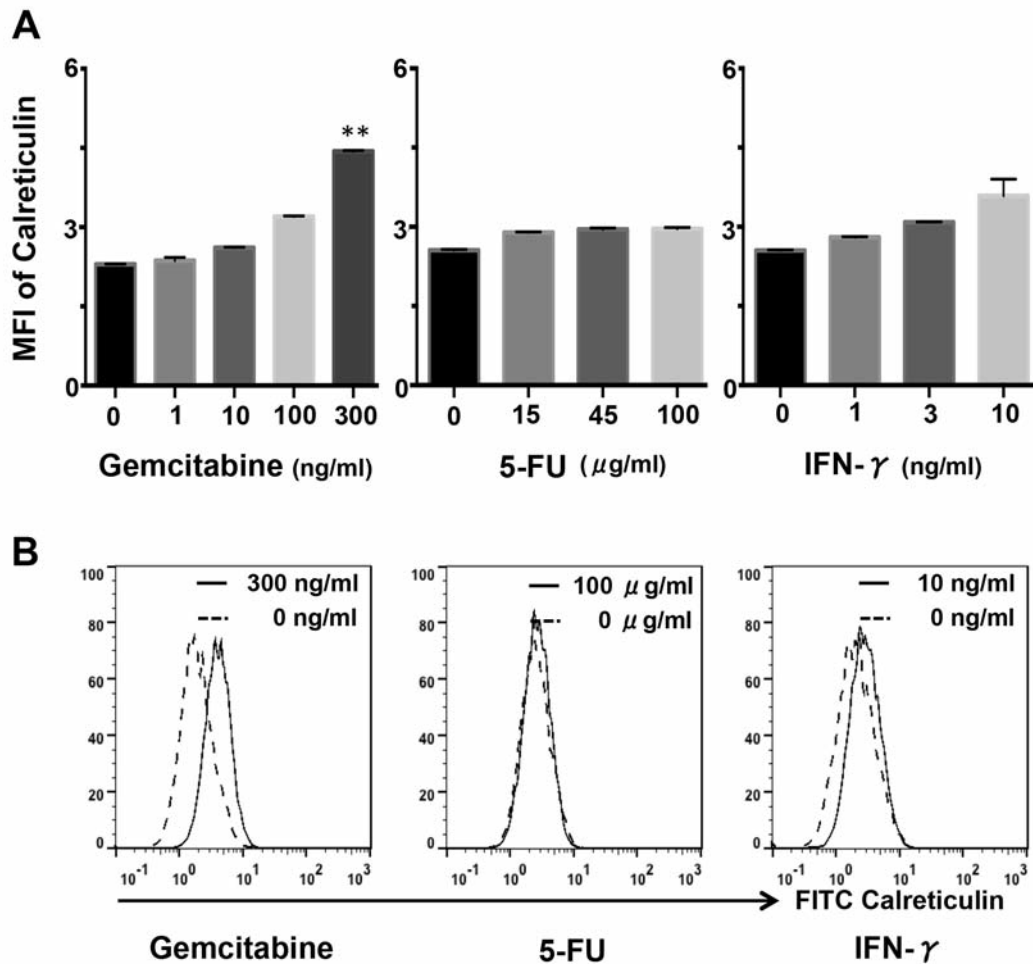 A
MFI of Calreticulin
6
3
0
0 1 10 100 300
Gemcitabine (ng/ml)
**
6
3
0
0 15 45 100
5-FU (μg/ml)
6
3
0
0 1 3 10
IFN-γ (ng/ml)
B
100
80
60
40
20
0
300 ng/ml
0 ng/ml
10-1 100 101 102 103
Gemcitabine
100
80
60
40
20
0
100 μg/ml
0 μg/ml
10-1 100 101 102 103
5-FU
100
80
60
40
20
0
10 ng/ml
0 ng/ml
10-1 100 101 102 103
FITC Calreticulin
IFN-γ